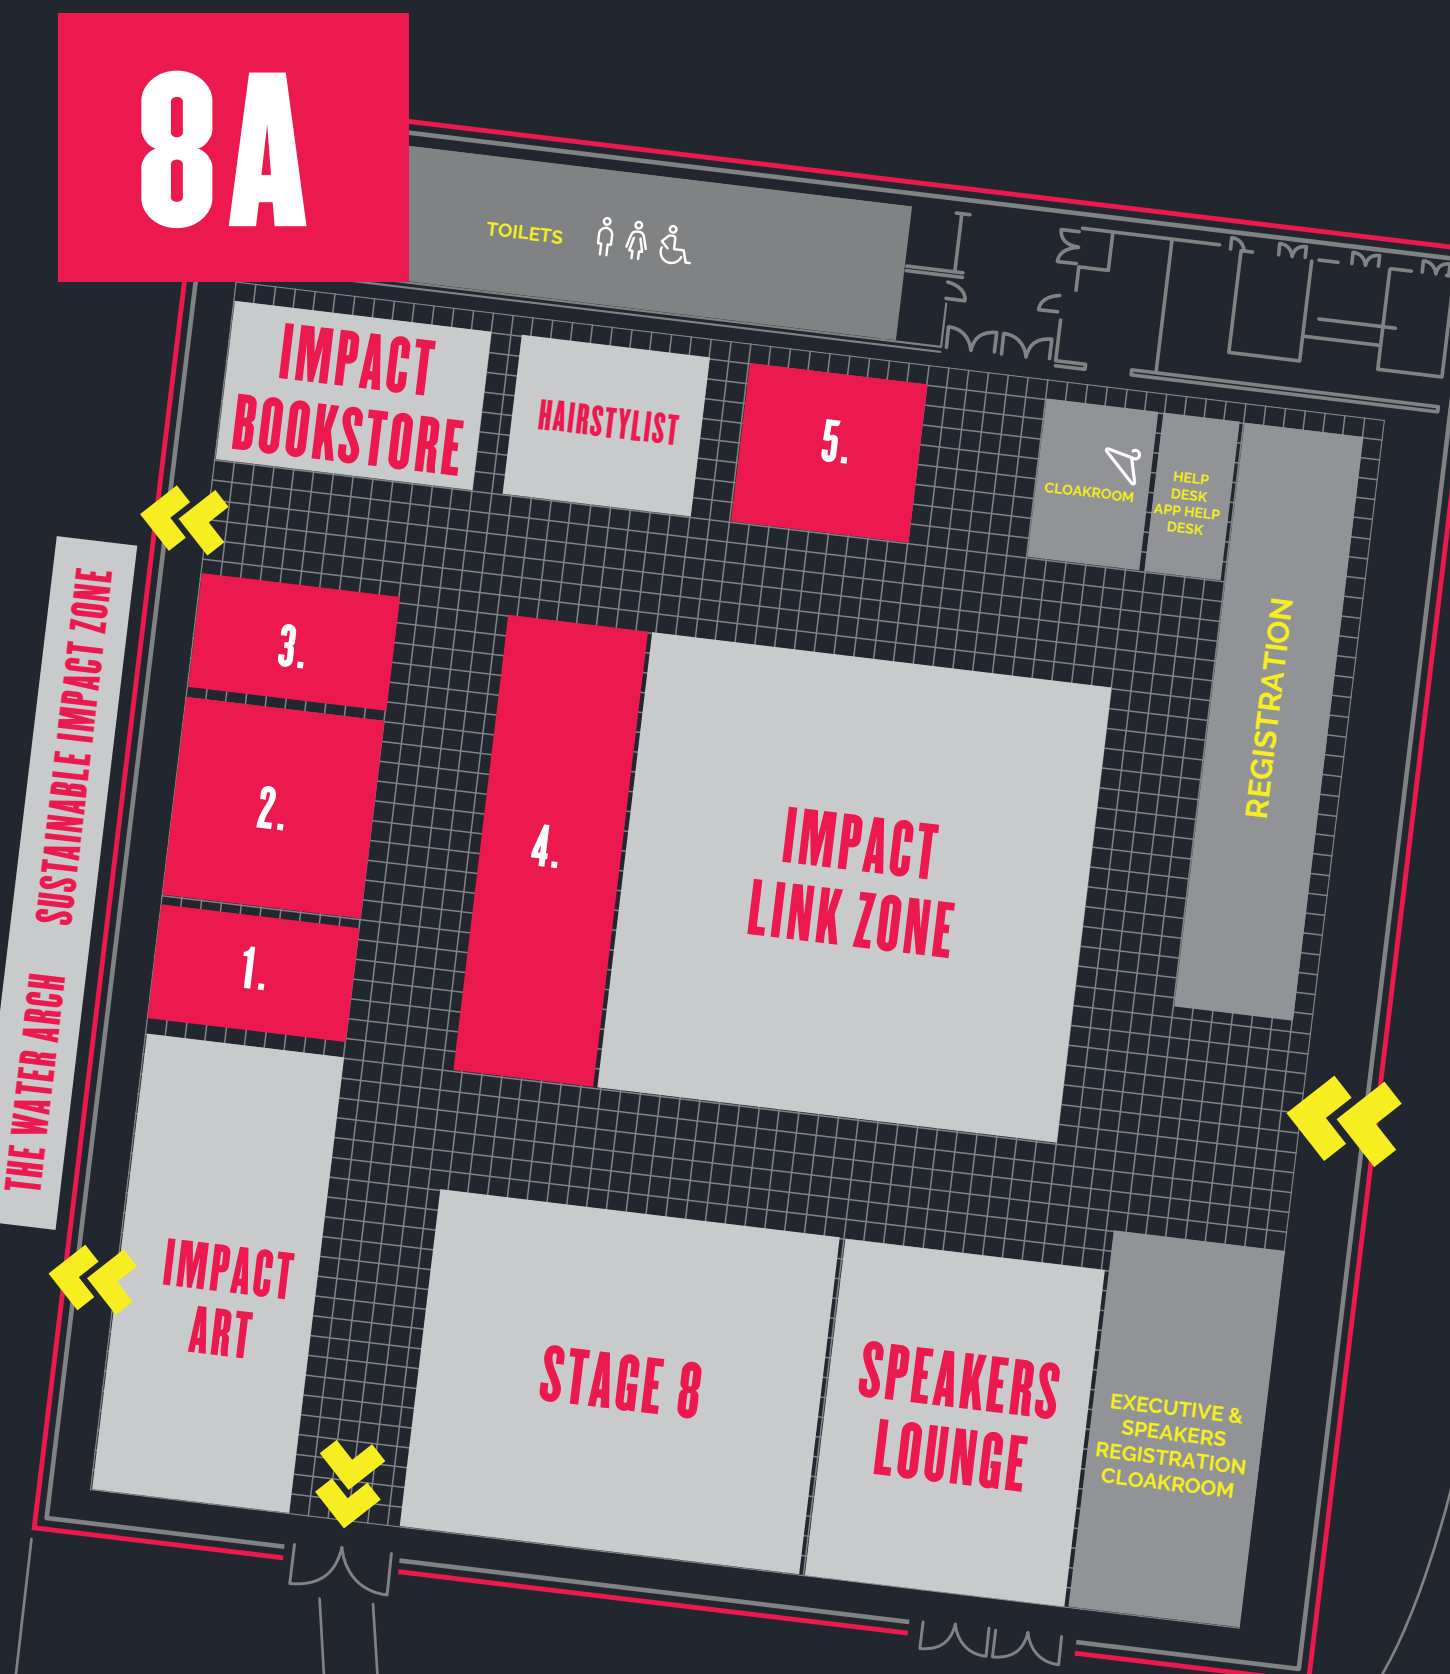 8A
TOILETS
IMPACT
BOOKSTORE
HAIRSTYLIST
5.
CLOAKROOM
HELP
DESK
APP HELP
DESK
REGISTRATION
3.
2.
1.
4.
IMPACT
LINK ZONE
THE WATER ARCH SUSTAINABLE IMPACT ZONE
IMPACT
ART
STAGE 8
SPEAKERS
LOUNGE
EXECUTIVE &
SPEAKERS
REGISTRATION
CLOAKROOM